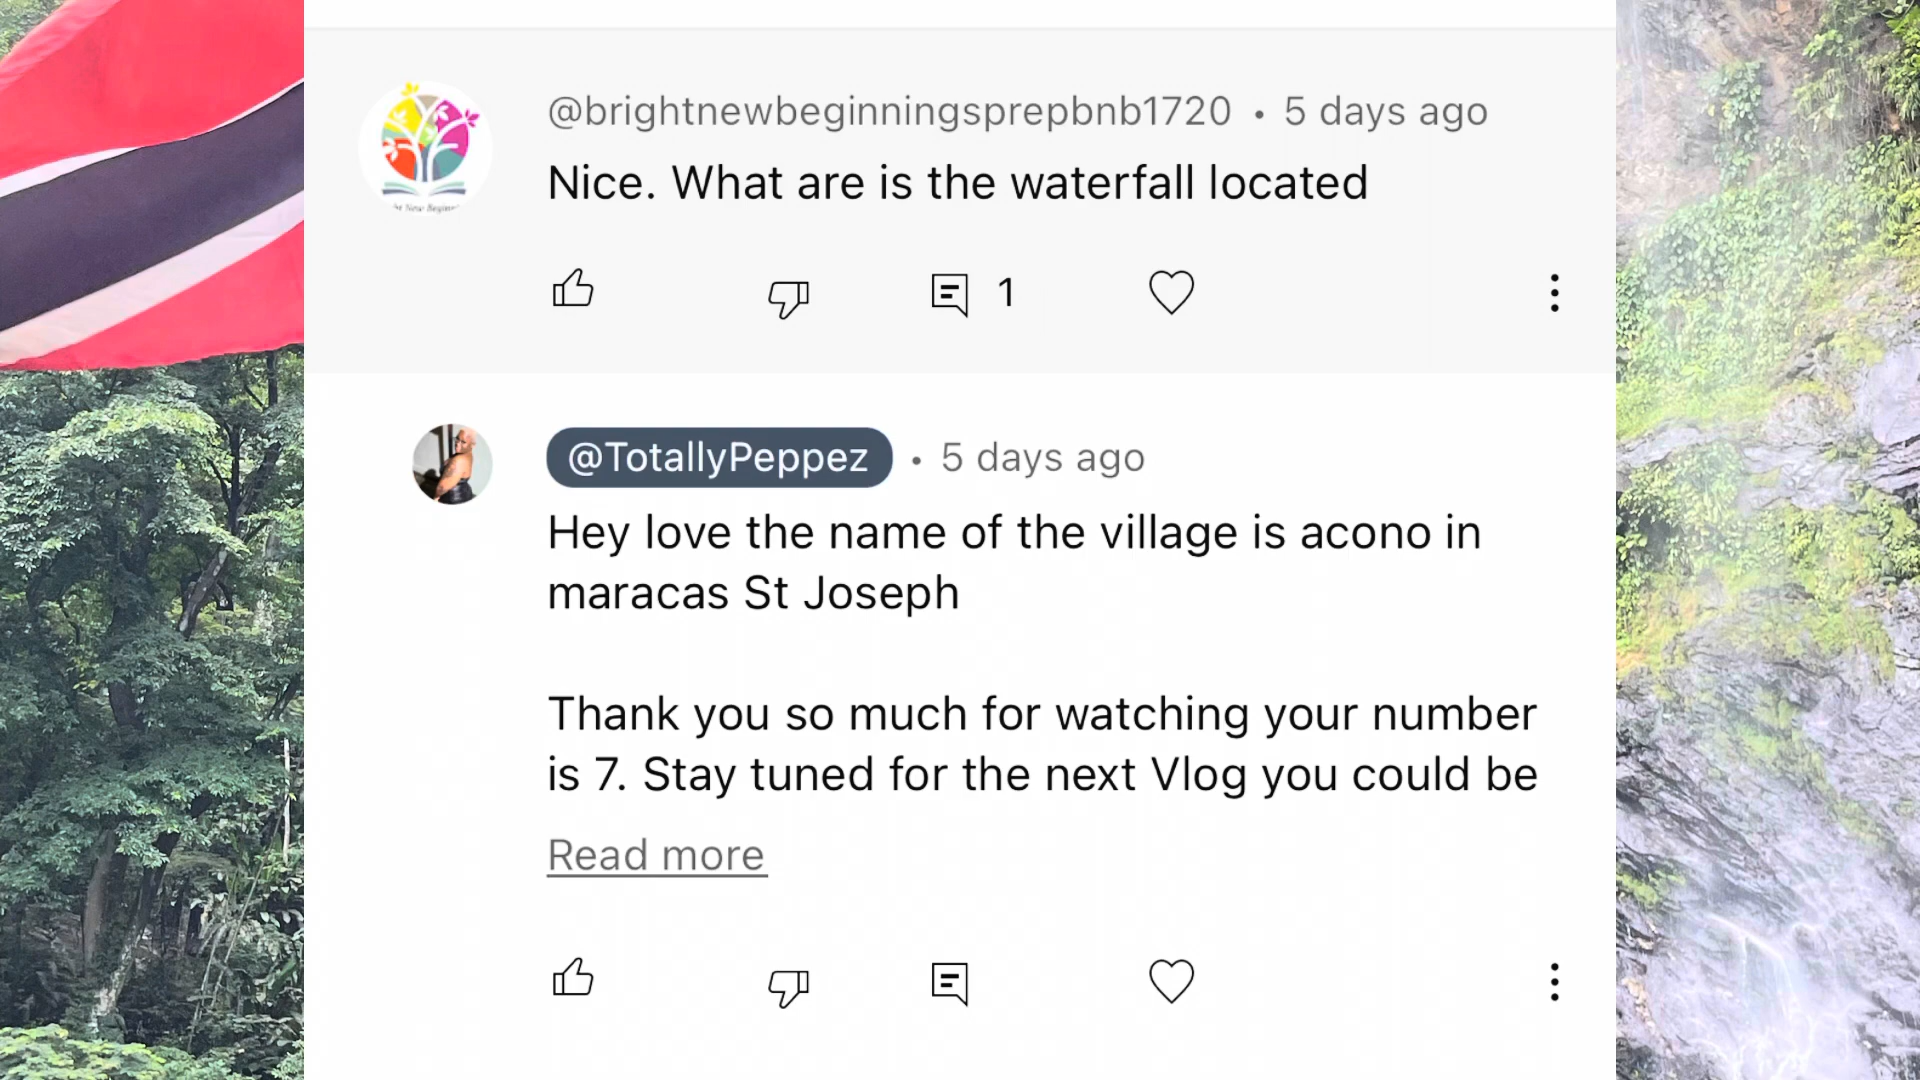 @brightnewbeginningsprepbnb1720 • 5 days ago
Nice. What are is the waterfall located
1
@TotallyPeppez • 5 days ago
Hey love the name of the village is acono in
maracas St Joseph
Thank you so much for watching your number
is 7. Stay tuned for the next Vlog you could be
Read more